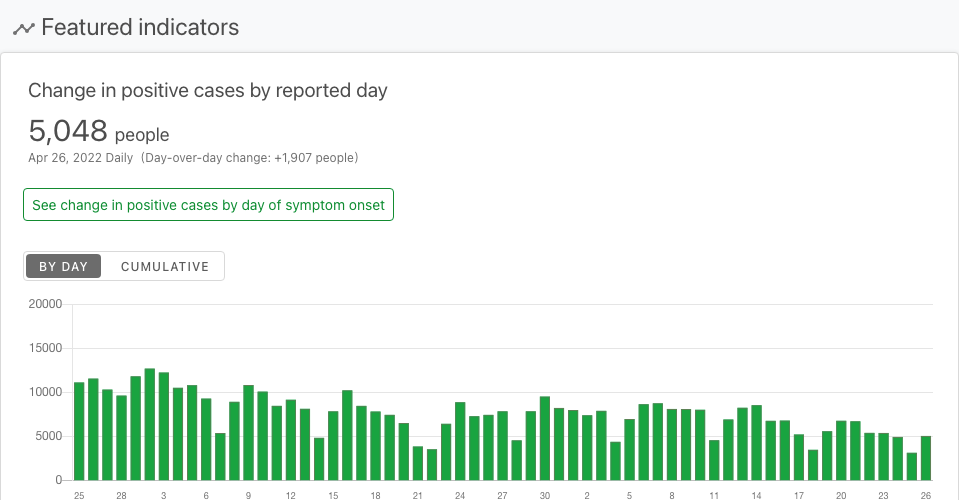 Featured indicators
Change in positive cases by reported day
5,048 people
Apr 26, 2022 Daily (Day-over-day change: +1,907 people)
See change in positive cases by day of symptom onset
BY DAY CUMULATIVE
20000
15000
10000
5000
0
25 28 3 6 9 12 15 18 21 24 27 30 2 5 8 11 14 17 20 23 26